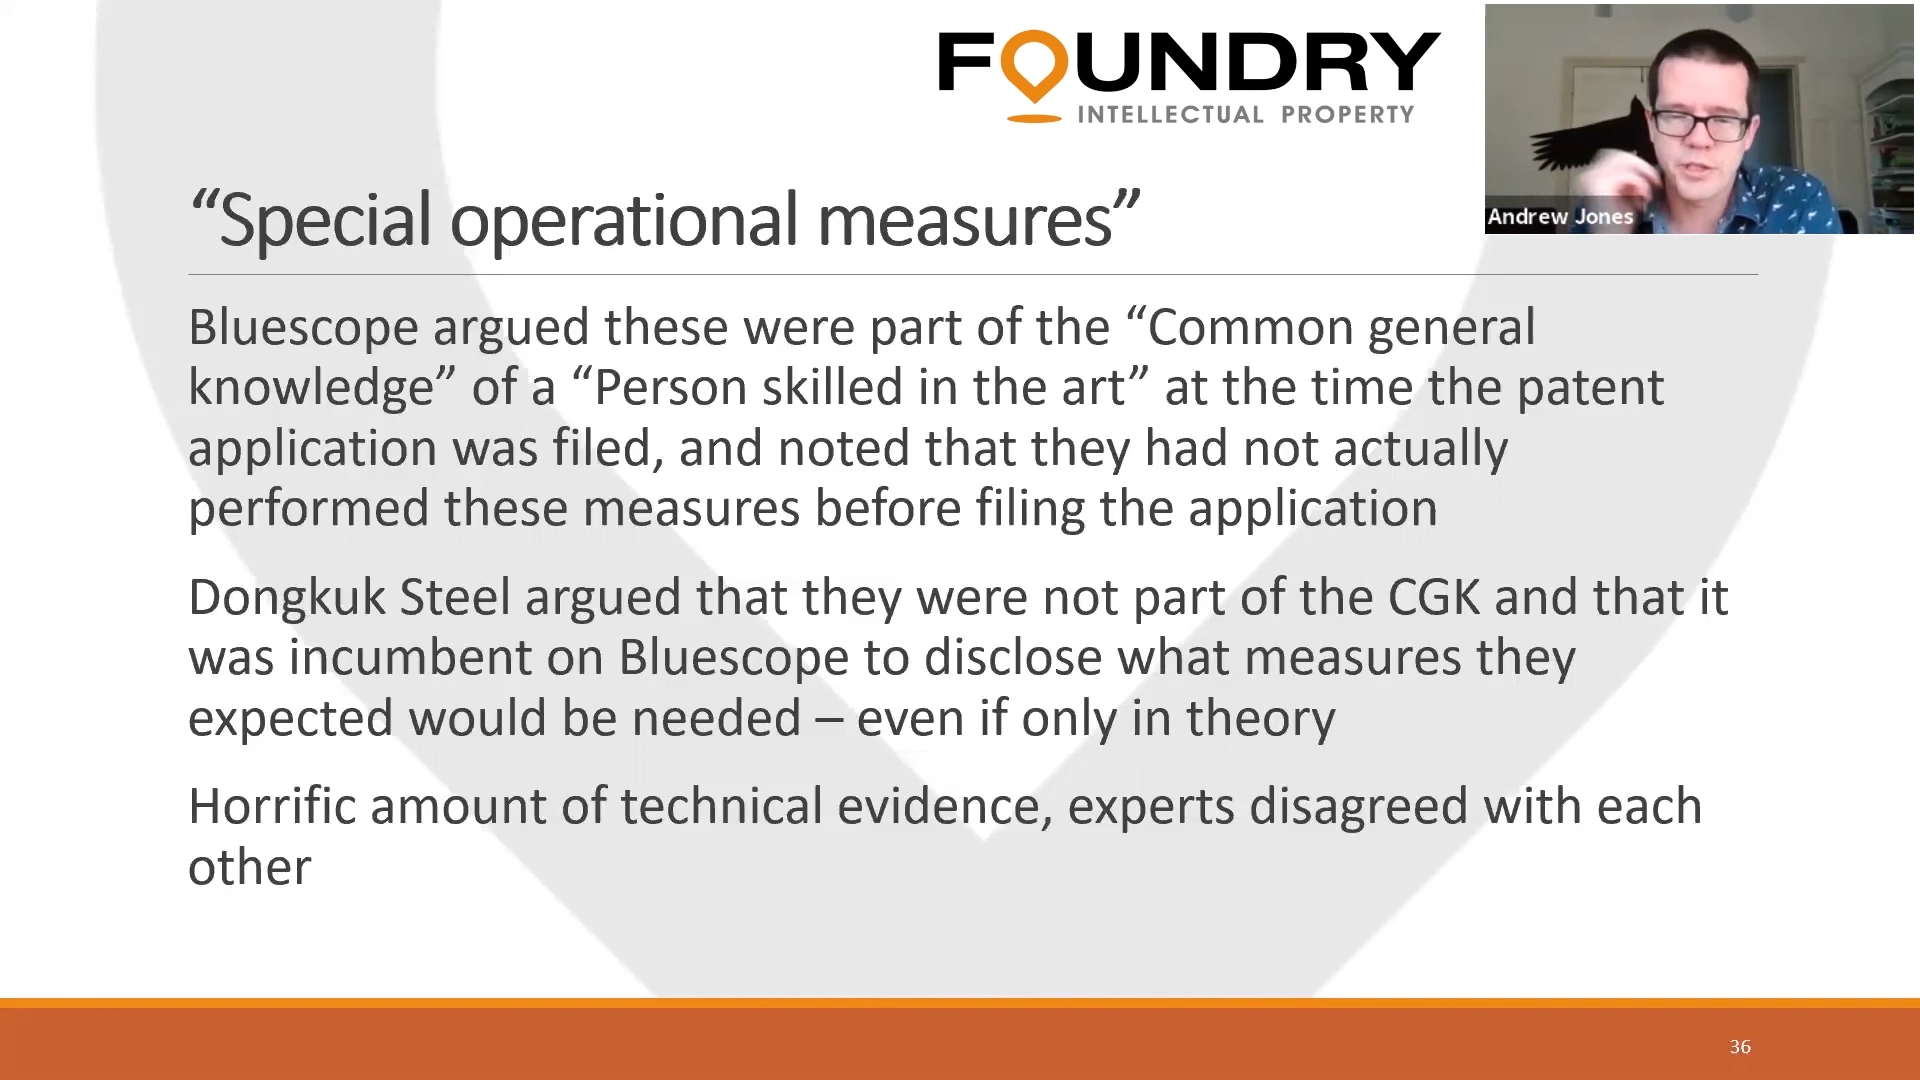 FOUNDRY
INTELLECTUAL PROPERTY
Andrew Jones
“Special operational measures”
Bluescope argued these were part of the “Common general
knowledge” of a “Person skilled in the art” at the time the patent
application was filed, and noted that they had not actually
performed these measures before filing the application
Dongkuk Steel argued that they were not part of the CGK and that it
was incumbent on Bluescope to disclose what measures they
expected would be needed – even if only in theory
Horrific amount of technical evidence, experts disagreed with each
other
36